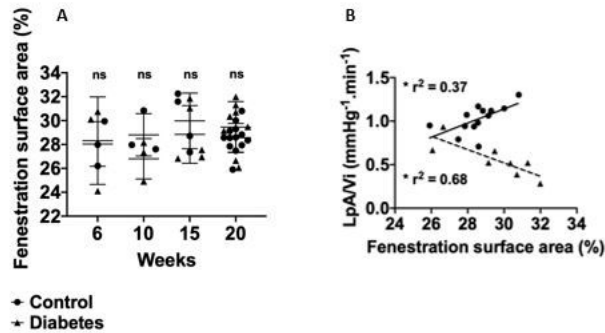 A
B
Fenestration surface area (%)
34
32
30
28
26
24
22
ns ns ns ns
6 10 15 20
Weeks
● Control
▲ Diabetes
LpA/Vi (mmHg⁻¹.min⁻¹)
1.5
1.0
0.5
0.0
* r² = 0.37
* r² = 0.68
24 26 28 30 32 34
Fenestration surface area (%)